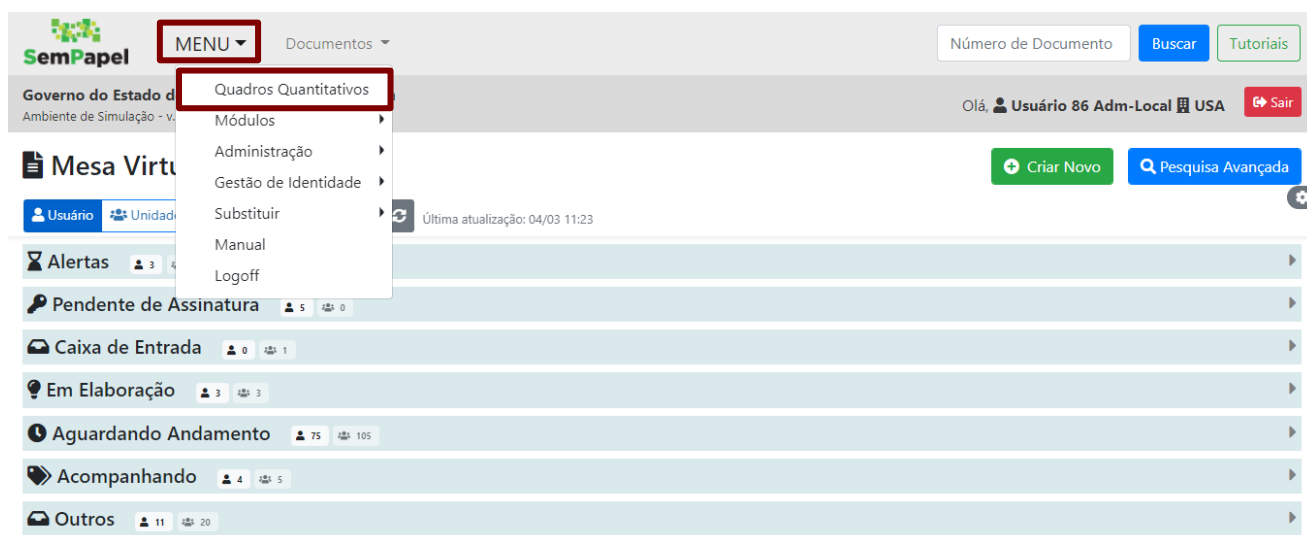 SemPapel
MENU
Documentos
Número de Documento
Buscar
Tutoriais
Governo do Estado d
Ambiente de Simulação - v.
Olá, Usuário 86 Adm-Local USA
Sair
Quadros Quantitativos
Módulos
Administração
Gestão de Identidade
Substituir
Manual
Logoff
Mesa Virtu
Criar Novo
Pesquisa Avançada
Usuário
Unidad
Última atualização: 04/03 11:23
Alertas 3
Pendente de Assinatura 5 0
Caixa de Entrada 0 1
Em Elaboração 3 3
Aguardando Andamento 75 105
Acompanhando 4 5
Outros 11 20